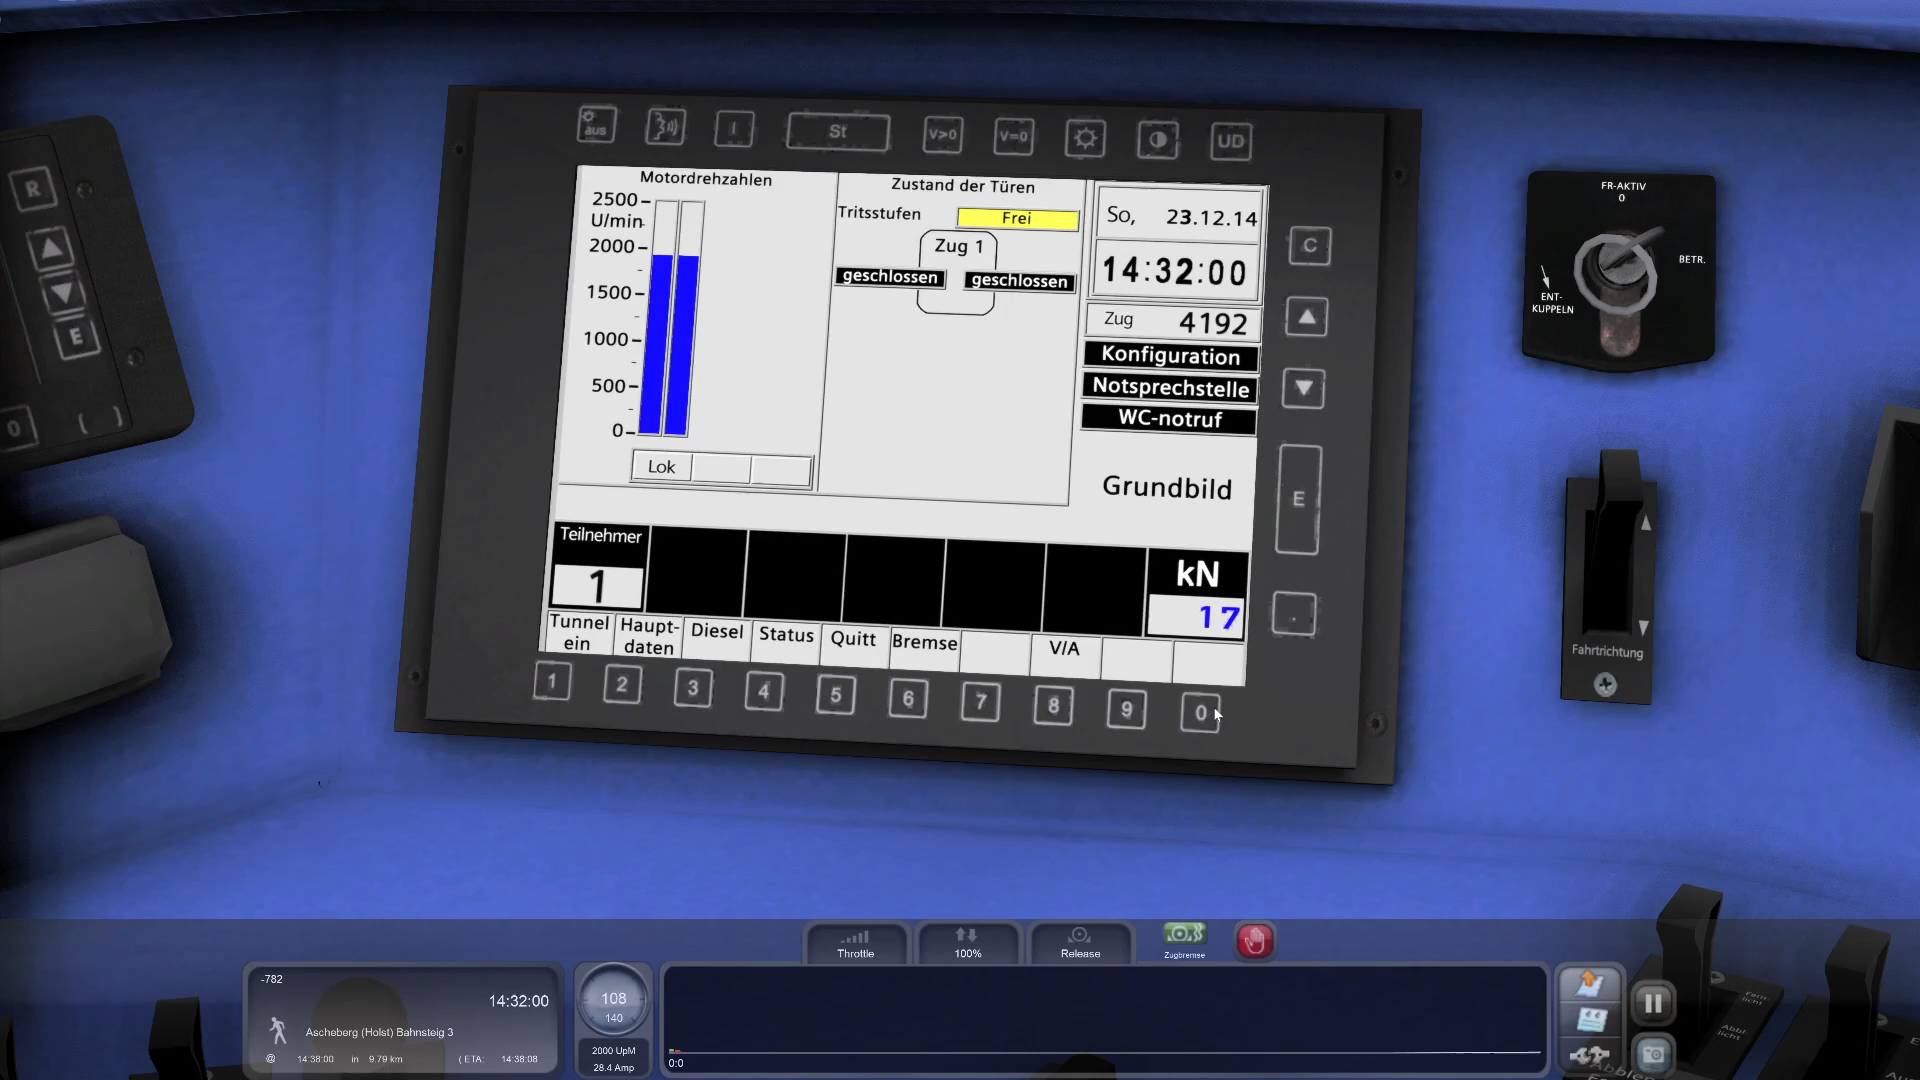 aus
I
St
V>0
V=0
UD
R
E
0
Motordrehzahlen
2500
U/min
2000
1500
1000
500
0
Lok
Zustand der Türen
Tritsstufen
Frei
Zug 1
geschlossen
geschlossen
So, 23.12.14
14:32:00
Zug 4192
Konfiguration
Notsprechstelle
WC-notruf
Grundbild
Teilnehmer
1
kN
17
Tunnel
ein
Haupt-
daten
Diesel
Status
Quitt
Bremse
V/A
1
2
3
4
5
6
7
8
9
0
C
E
.
FR-AKTIV
0
BETR.
ENT-
KUPPELN
Fahrtrichtung
Throttle
100%
Release
Zugbremse
-782
14:32:00
Ascheberg (Holst) Bahnsteig 3
@ 14:38:00 in 9.79 km ( ETA: 14:38:08
108
140
2000 UpM
28.4 Amp
0:0
Fern-
licht
Abbl
licht